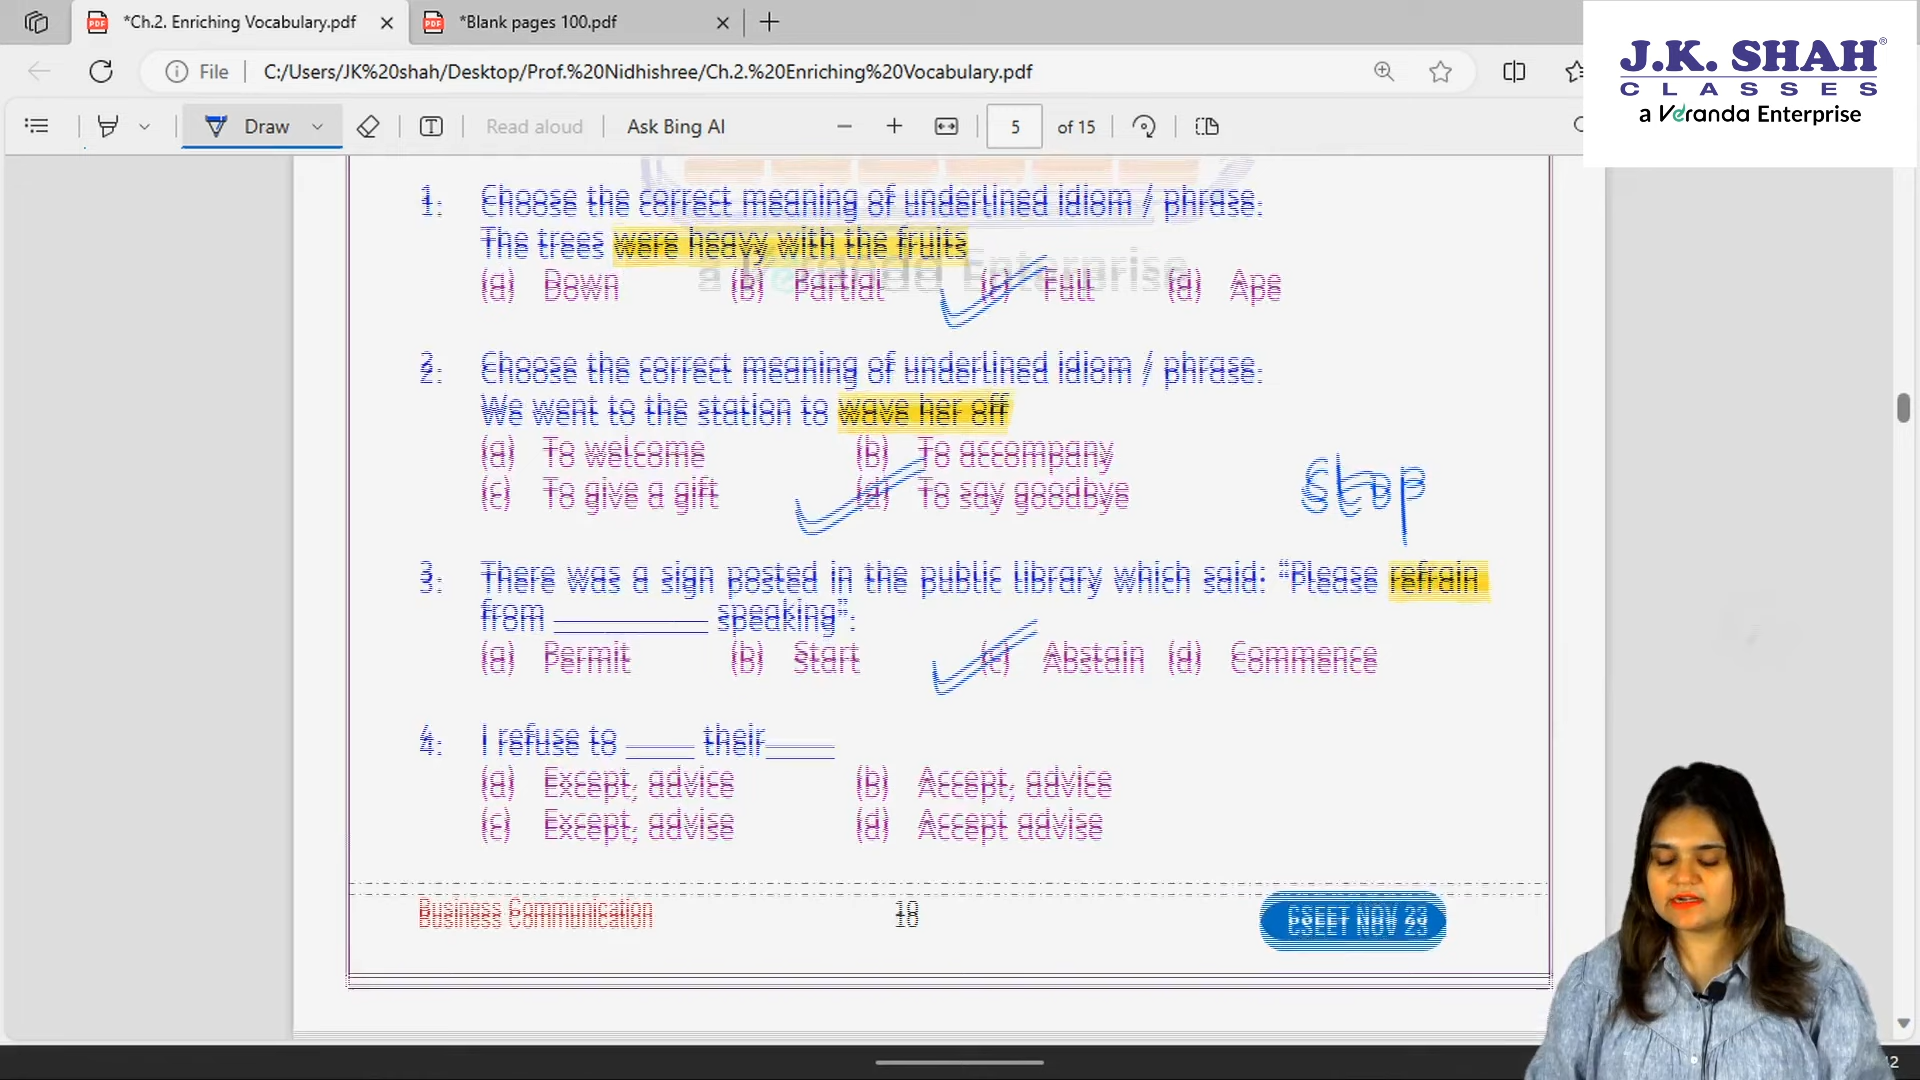 *Ch.2. Enriching Vocabulary.pdf
*Blank pages 100.pdf
File
C:/Users/JK%20shah/Desktop/Prof.%20Nidhishree/Ch.2.%20Enriching%20Vocabulary.pdf
J.K. SHAH®
CLASSES
a Veranda Enterprise
Draw
Read aloud
Ask Bing AI
5 of 15
1. Choose the correct meaning of underlined idiom / phrase:
The trees were heavy with the fruits
a Veranda Enterprise
(a) Down (b) Partial (c) Full (d) Ape
2. Choose the correct meaning of underlined idiom / phrase:
We went to the station to wave her off
(a) To welcome (b) To accompany
(c) To give a gift (d) To say goodbye
Stop
3. There was a sign posted in the public library which said: “Please refrain
from __________ speaking”:
(a) Permit (b) Start (c) Abstain (d) Commence
4. I refuse to _____ their_____
(a) Except, advice (b) Accept, advice
(c) Except, advise (d) Accept advise
Business Communication 18 CSEET NOV 23